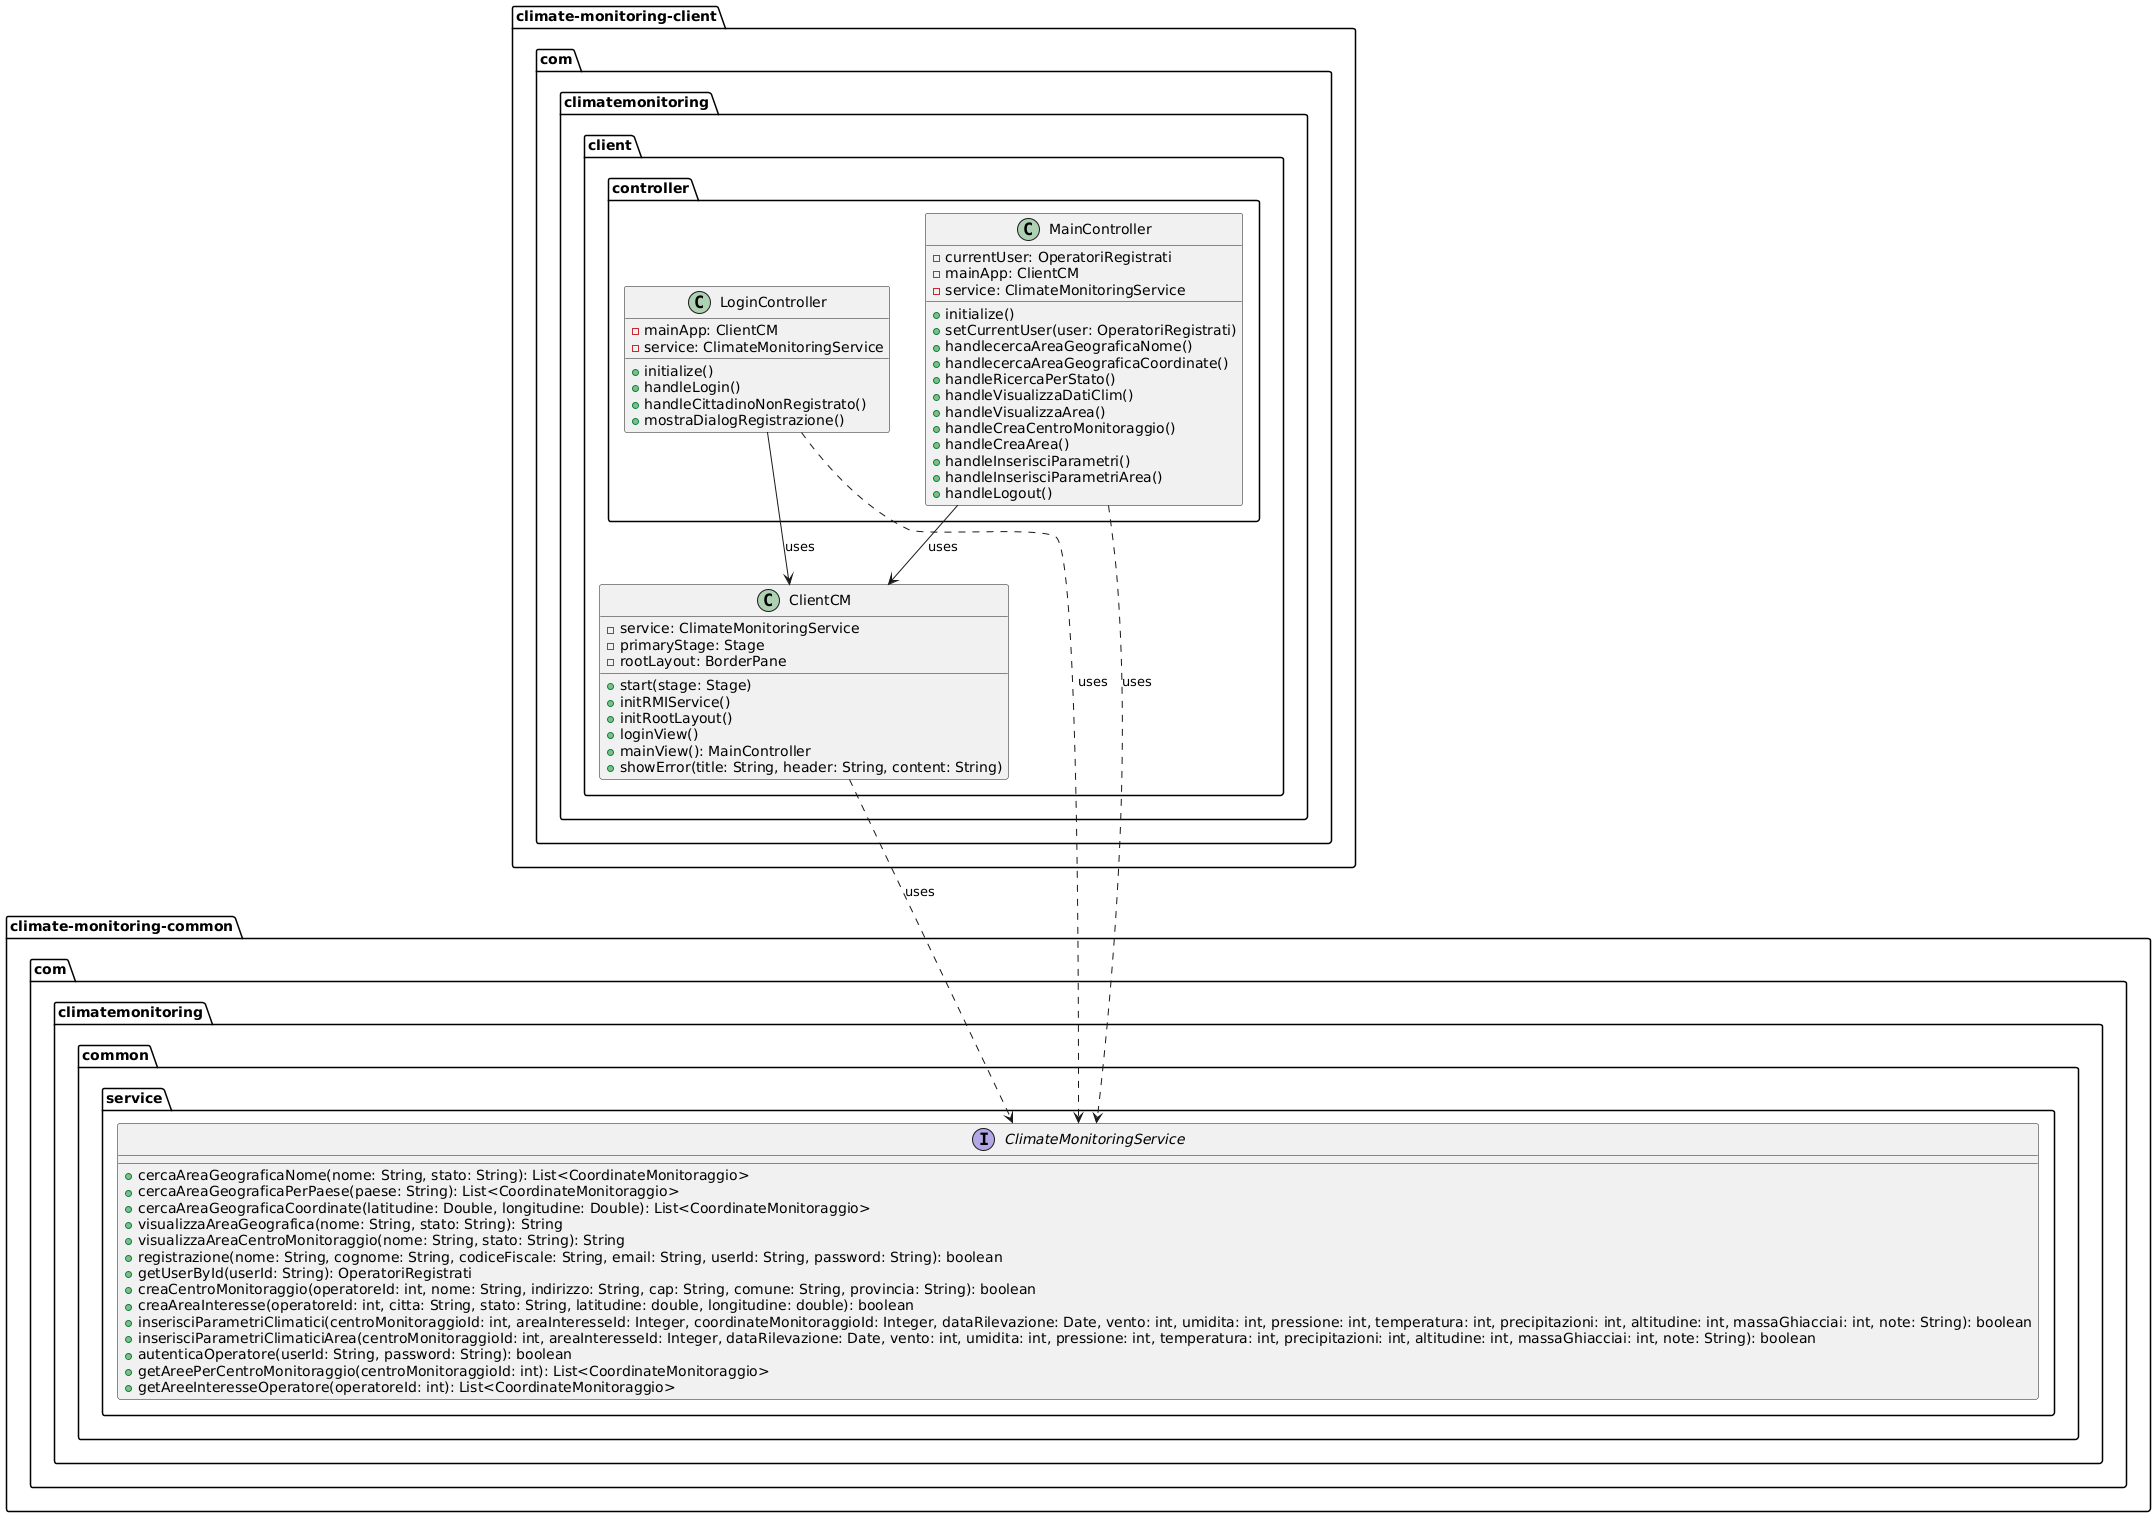 climate-monitoring-client
com
climatemonitoring
client
controller
C MainController
currentUser: OperatoriRegistrati
mainApp: ClientCM
service: ClimateMonitoringService
initialize()
setCurrentUser(user: OperatoriRegistrati)
handlecercaAreaGeograficaNome()
handlecercaAreaGeograficaCoordinate()
handleRicercaPerStato()
handleVisualizzaDatiClim()
handleVisualizzaArea()
handleCreaCentroMonitoraggio()
handleCreaArea()
handleInserisciParametri()
handleInserisciParametriArea()
handleLogout()
C LoginController
mainApp: ClientCM
service: ClimateMonitoringService
initialize()
handleLogin()
handleCittadinoNonRegistrato()
mostraDialogRegistrazione()
uses
uses
C ClientCM
service: ClimateMonitoringService
primaryStage: Stage
rootLayout: BorderPane
start(stage: Stage)
initRMIService()
initRootLayout()
loginView()
mainView(): MainController
showError(title: String, header: String, content: String)
uses
uses
uses
climate-monitoring-common
com
climatemonitoring
common
service
I ClimateMonitoringService
cercaAreaGeograficaNome(nome: String, stato: String): List<CoordinateMonitoraggio>
cercaAreaGeograficaPerPaese(paese: String): List<CoordinateMonitoraggio>
cercaAreaGeograficaCoordinate(latitudine: Double, longitudine: Double): List<CoordinateMonitoraggio>
visualizzaAreaGeografica(nome: String, stato: String): String
visualizzaAreaCentroMonitoraggio(nome: String, stato: String): String
registrazione(nome: String, cognome: String, codiceFiscale: String, email: String, userId: String, password: String): boolean
getUserById(userId: String): OperatoriRegistrati
creaCentroMonitoraggio(operatoreId: int, nome: String, indirizzo: String, cap: String, comune: String, provincia: String): boolean
creaAreaInteresse(operatoreId: int, citta: String, stato: String, latitudine: double, longitudine: double): boolean
inserisciParametriClimatici(centroMonitoraggioId: int, areaInteresseId: Integer, coordinateMonitoraggioId: Integer, dataRilevazione: Date, vento: int, umidita: int, pressione: int, temperatura: int, precipitazioni: int, altitudine: int, massaGhiacciai: int, note: String): boolean
inserisciParametriClimaticiArea(centroMonitoraggioId: int, areaInteresseId: Integer, dataRilevazione: Date, vento: int, umidita: int, pressione: int, temperatura: int, precipitazioni: int, altitudine: int, massaGhiacciai: int, note: String): boolean
autenticaOperatore(userId: String, password: String): boolean
getAreePerCentroMonitoraggio(centroMonitoraggioId: int): List<CoordinateMonitoraggio>
getAreeInteresseOperatore(operatoreId: int): List<CoordinateMonitoraggio>